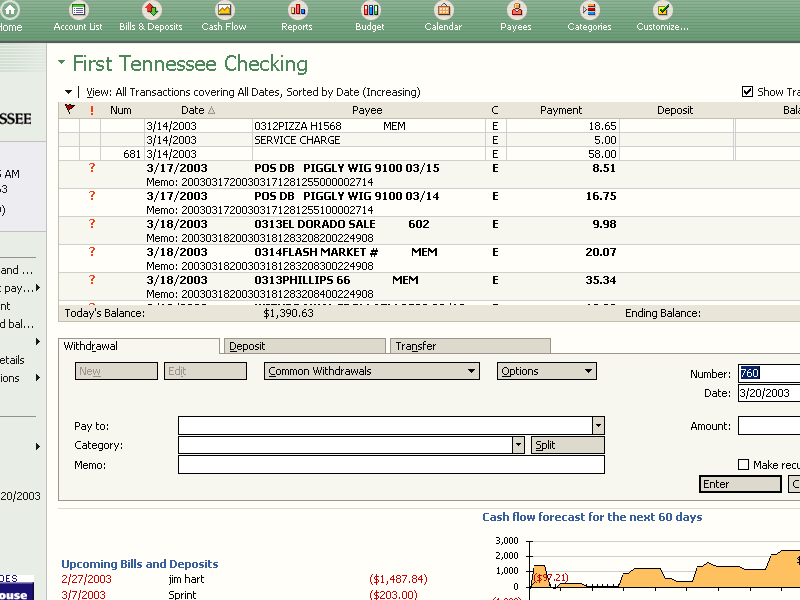 Home Account List Bills & Deposits Cash Flow Reports Budget Calendar Payees Categories Customize...
First Tennessee Checking
View: All Transactions covering All Dates, Sorted by Date (Increasing) Show Tra
! Num Date Payee C Payment Deposit Bala
3/14/2003 0312PIZZA H1568 MEM E 18.65
3/14/2003 SERVICE CHARGE E 5.00
681 3/14/2003 E 58.00
? 3/17/2003 POS DB PIGGLY WIG 9100 03/15 E 8.51
Memo: 20030317200303171281255000002714
? 3/17/2003 POS DB PIGGLY WIG 9100 03/14 E 16.75
Memo: 20030317200303171281255100002714
? 3/18/2003 0313EL DORADO SALE 602 E 9.98
Memo: 20030318200303181283208200224908
? 3/18/2003 0314FLASH MARKET # MEM E 20.07
Memo: 20030318200303181283208300224908
? 3/18/2003 0313PHILLIPS 66 MEM E 35.34
Memo: 20030318200303181283208400224908
Today's Balance: $1,390.63 Ending Balance:
SSEE
AM
and ...
pay...
nt
d bal...
etails
ions
20/2003
DES
ouse
Withdrawal Deposit Transfer
New Edit Common Withdrawals Options
Number: 760
Date: 3/20/2003
Pay to: Amount:
Category: Split
Memo: Make recu
Enter C
Cash flow forecast for the next 60 days
3,000
2,000
1,000
0
($97.21)
Upcoming Bills and Deposits
2/27/2003 jim hart ($1,487.84)
3/7/2003 Sprint ($203.00)